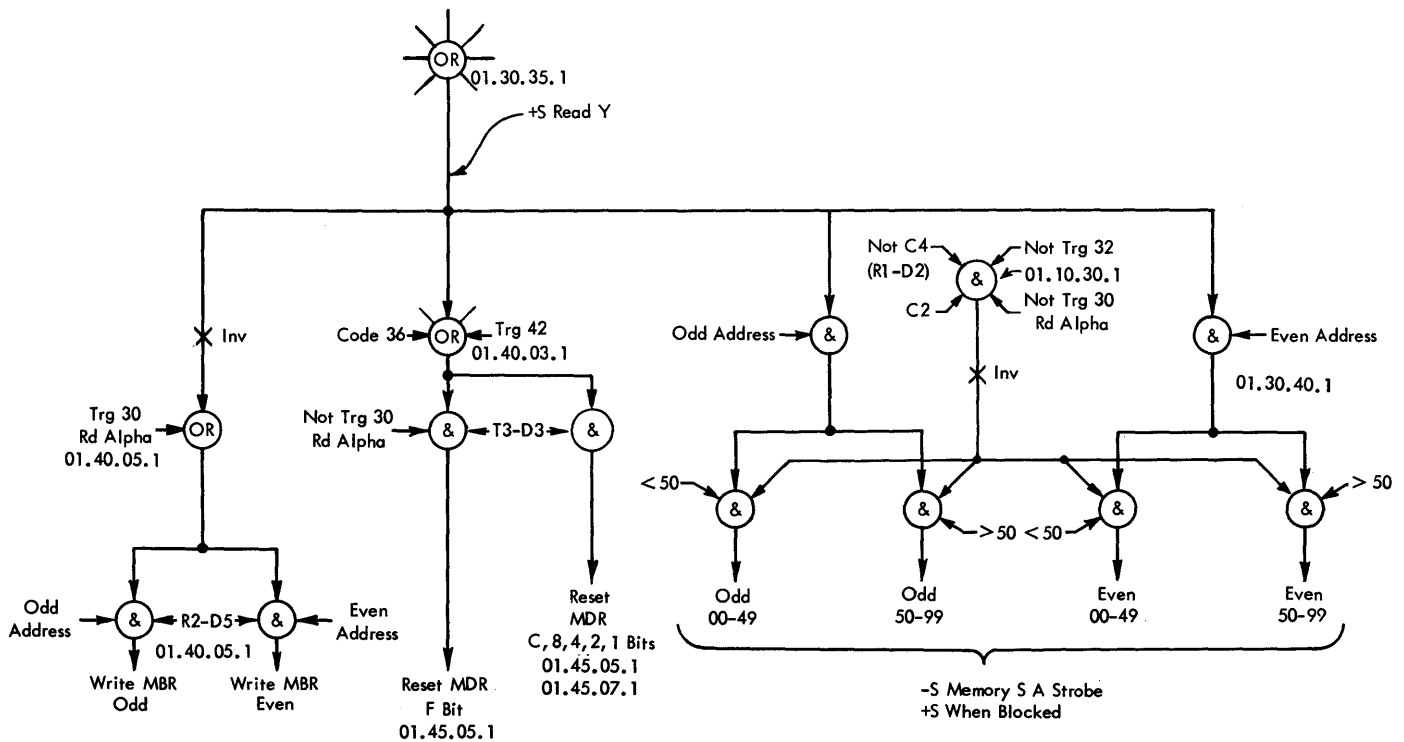 OR
01.30.35.1
+S Read Y
Not C4
(R1-D2)
Not Trg 32
&
01.10.30.1
C2
Not Trg 30
Rd Alpha
Inv
Code 36
OR
Trg 42
01.40.03.1
Odd Address
&
&
Even Address
Inv
01.30.40.1
Trg 30
Rd Alpha
01.40.05.1
OR
Not Trg 30
Rd Alpha
&
T3-D3
&
< 50
&
&
> 50
< 50
&
&
> 50
Odd
Address
&
R2-D5
&
Even
Address
01.40.05.1
Write MBR
Odd
Write MBR
Even
Reset MDR
F Bit
01.45.05.1
Reset
MDR
C, 8, 4, 2, 1 Bits
01.45.05.1
01.45.07.1
Odd
00-49
Odd
50-99
Even
00-49
Even
50-99
-S Memory S A Strobe
+S When Blocked